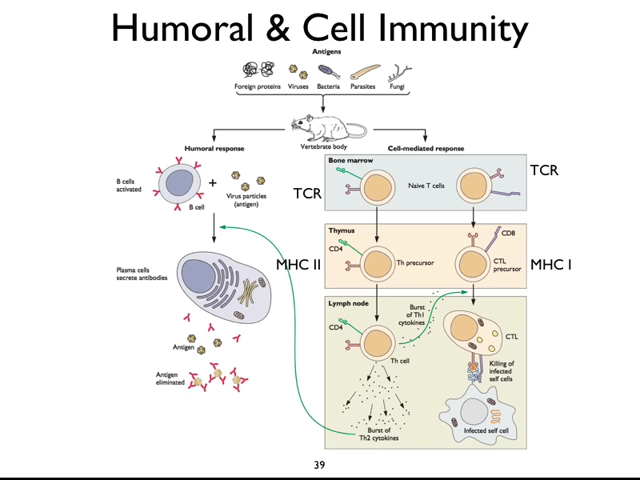 Humoral & Cell Immunity
Antigens
Foreign proteins
Viruses
Bacteria
Parasites
Fungi
Vertebrate body
Humoral response
Cell-mediated response
B cells
activated
+
B cell
Virus particles
(antigen)
Plasma cells
secrete antibodies
Antigen
Antigen
eliminated
Bone marrow
TCR
Naive T cells
TCR
Thymus
CD4
MHC II
Th precursor
CD8
CTL
precursor
MHC I
Lymph node
CD4
Burst
of Th1
cytokines
Th cell
CTL
Killing of
infected
self cells
Burst of
Th2 cytokines
Infected self cell
39